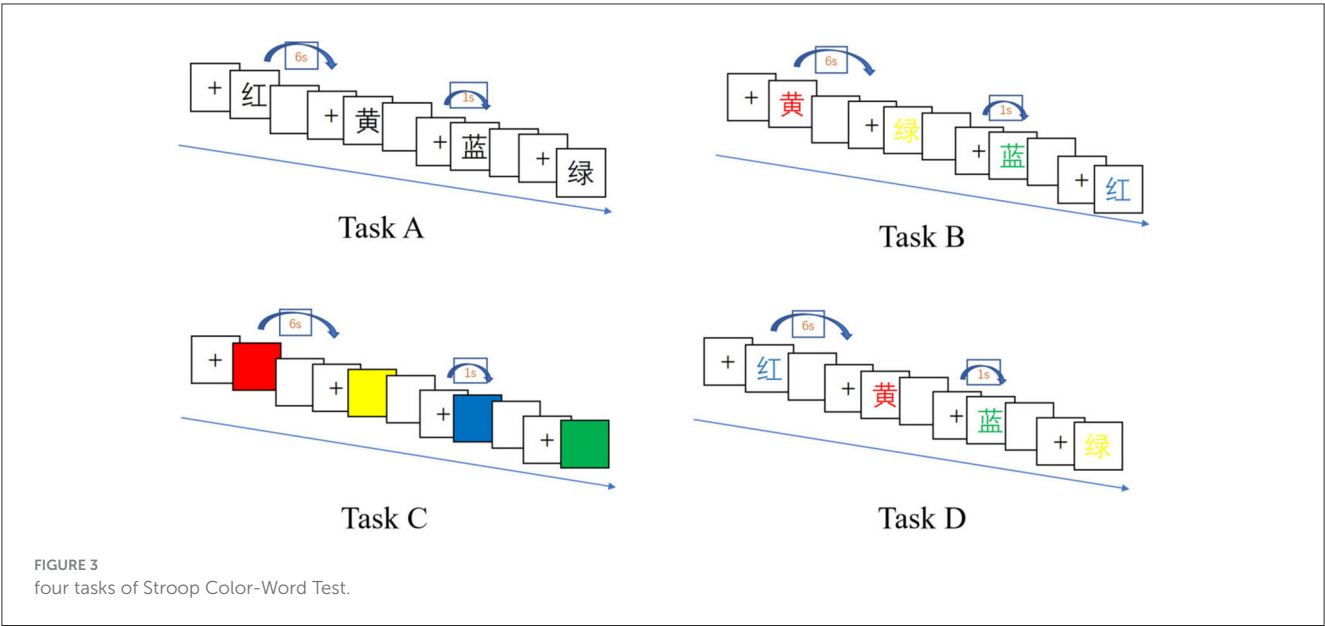 6s
+ 红 + 黄 + 蓝 + 绿
1s
Task A
6s
+ 黄 + 绿 + 蓝 + 红
1s
Task B
6s
+ + + +
1s
Task C
6s
+ 红 + 黄 + 蓝 + 绿
1s
Task D
FIGURE 3
four tasks of Stroop Color-Word Test.